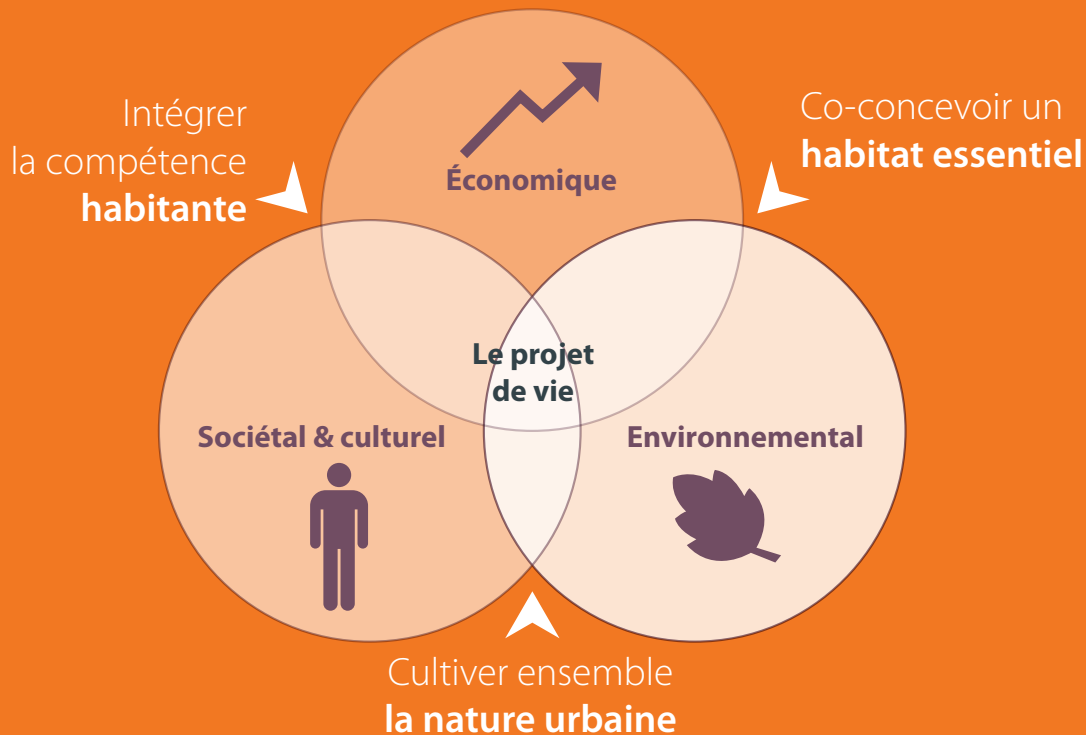 Intégrer
la compétence
habitante
Économique
Co-concevoir un
habitat essentiel
Le projet
de vie
Sociétal & culturel
Environnemental
Cultiver ensemble
la nature urbaine